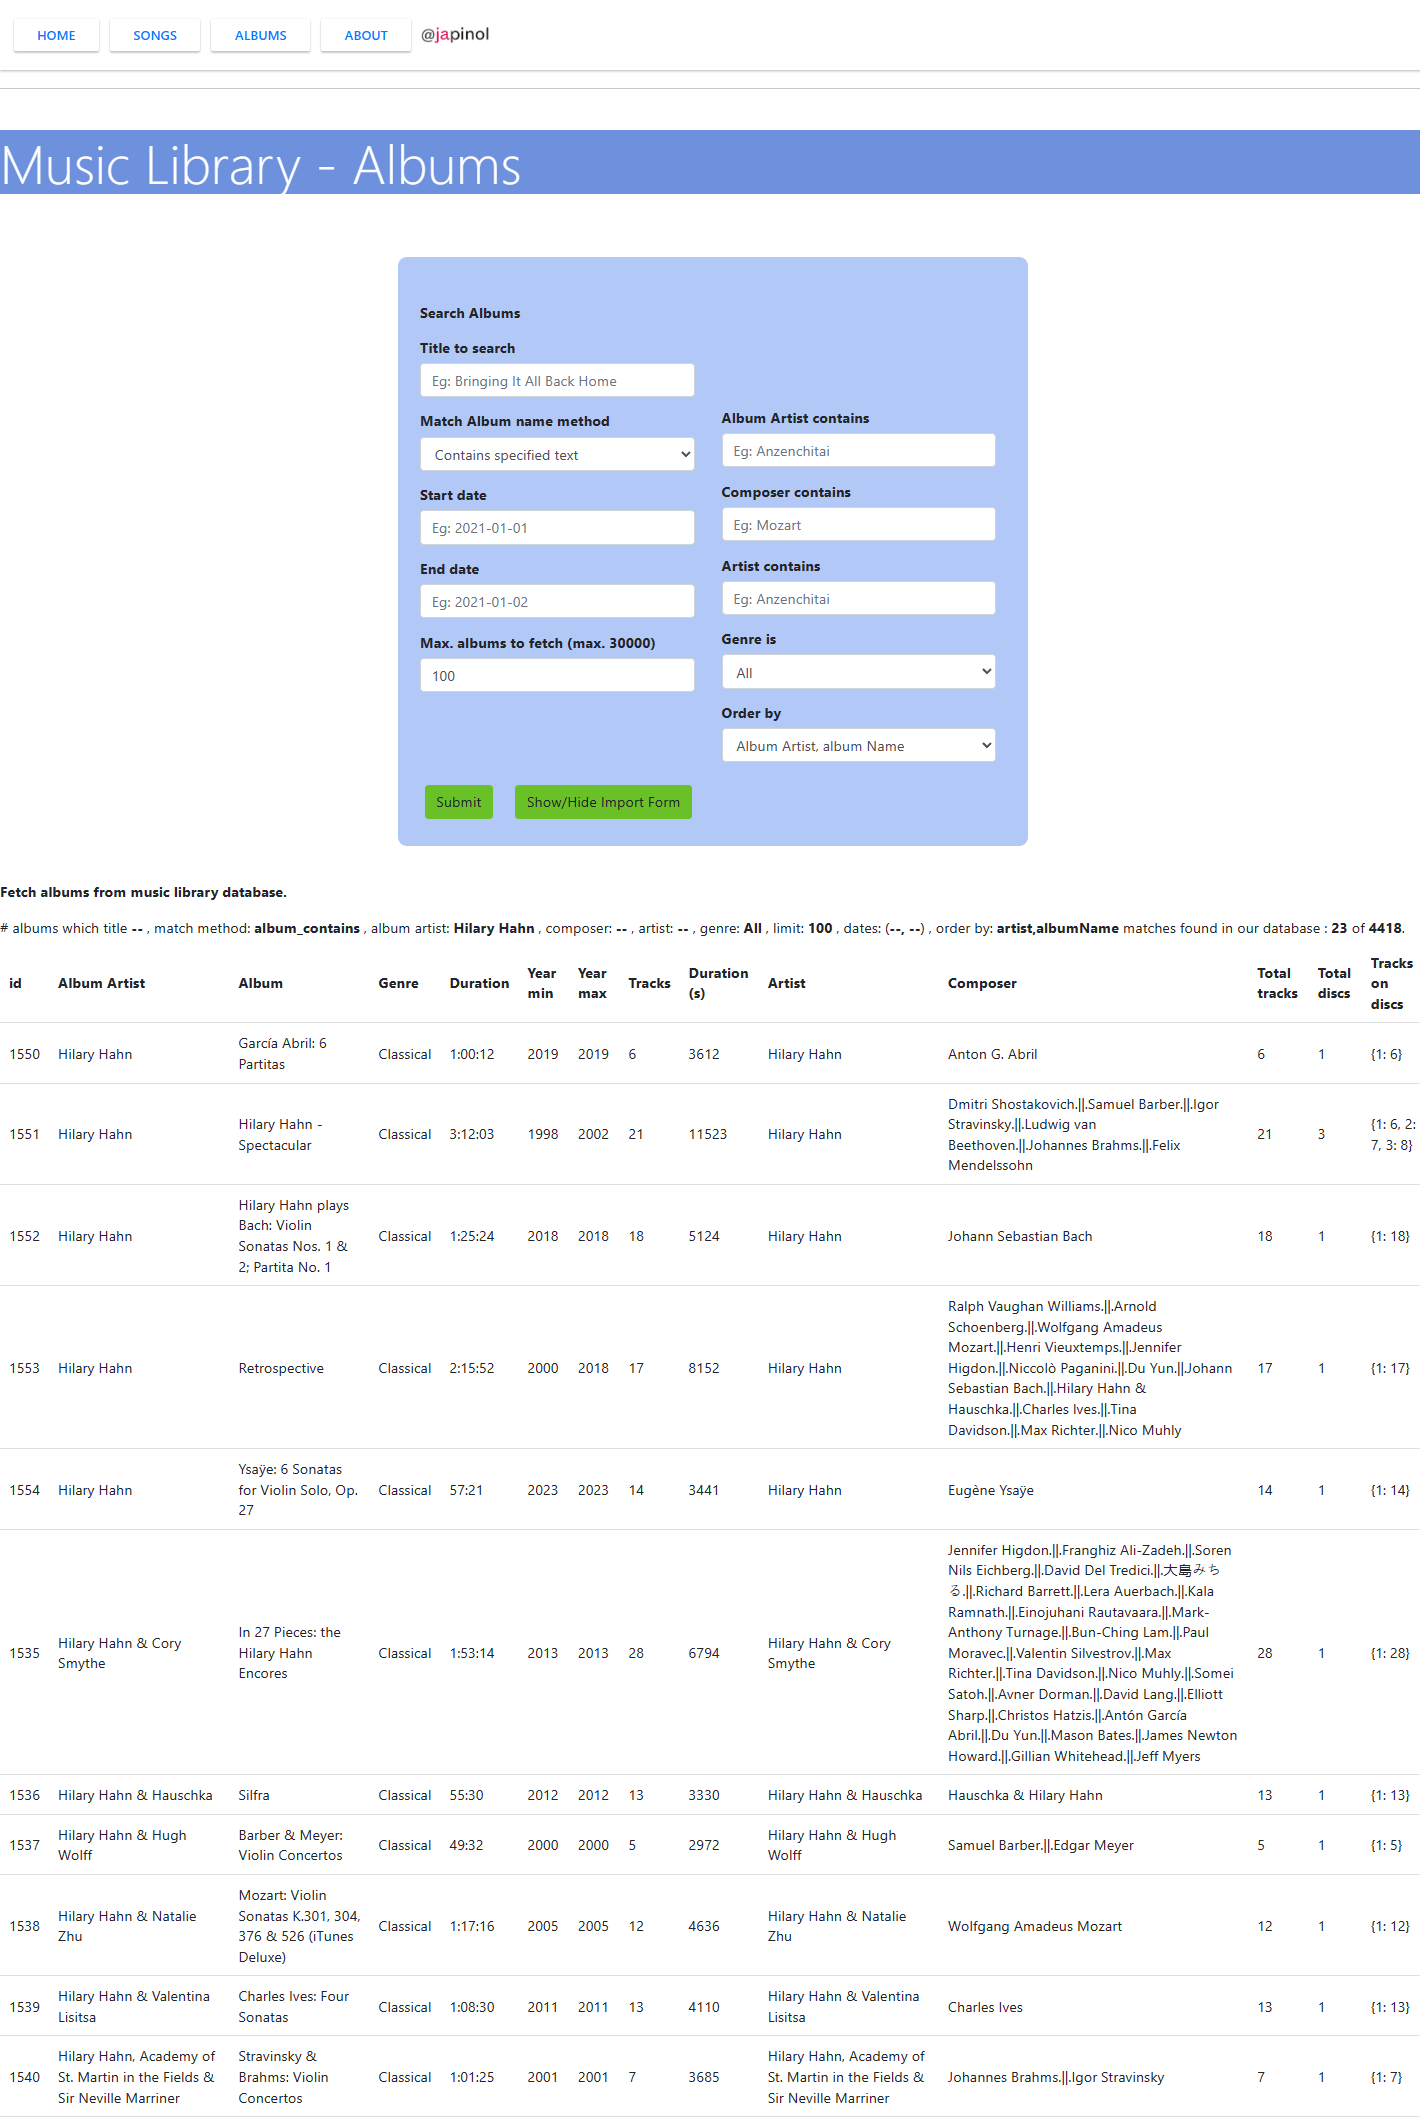 HOME SONGS ALBUMS ABOUT @japinol
Music Library - Albums
Search Albums
Title to search
Eg: Bringing It All Back Home
Match Album name method
Contains specified text
Start date
Eg: 2021-01-01
End date
Eg: 2021-01-02
Max. albums to fetch (max. 30000)
100
Album Artist contains
Eg: Anzenchitai
Composer contains
Eg: Mozart
Artist contains
Eg: Anzenchitai
Genre is
All
Order by
Album Artist, album Name
Submit Show/Hide Import Form
Fetch albums from music library database.
# albums which title -- , match method: album_contains , album artist: Hilary Hahn , composer: -- , artist: -- , genre: All , limit: 100 , dates: (--, --) , order by: artist,albumName matches found in our database : 23 of 4418.
id Album Artist Album Genre Duration Year min Year max Tracks Duration (s) Artist Composer Total tracks Total discs Tracks on discs
1550 Hilary Hahn García Abril: 6 Partitas Classical 1:00:12 2019 2019 6 3612 Hilary Hahn Anton G. Abril 6 1 {1: 6}
1551 Hilary Hahn Hilary Hahn - Spectacular Classical 3:12:03 1998 2002 21 11523 Hilary Hahn Dmitri Shostakovich.||.Samuel Barber.||.Igor Stravinsky.||.Ludwig van Beethoven.||.Johannes Brahms.||.Felix Mendelssohn 21 3 {1: 6, 2: 7, 3: 8}
1552 Hilary Hahn Hilary Hahn plays Bach: Violin Sonatas Nos. 1 & 2; Partita No. 1 Classical 1:25:24 2018 2018 18 5124 Hilary Hahn Johann Sebastian Bach 18 1 {1: 18}
1553 Hilary Hahn Retrospective Classical 2:15:52 2000 2018 17 8152 Hilary Hahn Ralph Vaughan Williams.||.Arnold Schoenberg.||.Wolfgang Amadeus Mozart.||.Henri Vieuxtemps.||.Jennifer Higdon.||.Niccolò Paganini.||.Du Yun.||.Johann Sebastian Bach.||.Hilary Hahn & Hauschka.||.Charles Ives.||.Tina Davidson.||.Max Richter.||.Nico Muhly 17 1 {1: 17}
1554 Hilary Hahn Ysaÿe: 6 Sonatas for Violin Solo, Op. 27 Classical 57:21 2023 2023 14 3441 Hilary Hahn Eugène Ysaÿe 14 1 {1: 14}
1535 Hilary Hahn & Cory Smythe In 27 Pieces: the Hilary Hahn Encores Classical 1:53:14 2013 2013 28 6794 Hilary Hahn & Cory Smythe Jennifer Higdon.||.Franghiz Ali-Zadeh.||.Soren Nils Eichberg.||.David Del Tredici.||.大島みちる.||.Richard Barrett.||.Lera Auerbach.||.Kala Ramnath.||.Einojuhani Rautavaara.||.Mark-Anthony Turnage.||.Bun-Ching Lam.||.Paul Moravec.||.Valentin Silvestrov.||.Max Richter.||.Tina Davidson.||.Nico Muhly.||.Somei Satoh.||.Avner Dorman.||.David Lang.||.Elliott Sharp.||.Christos Hatzis.||.Antón García Abril.||.Du Yun.||.Mason Bates.||.James Newton Howard.||.Gillian Whitehead.||.Jeff Myers 28 1 {1: 28}
1536 Hilary Hahn & Hauschka Silfra Classical 55:30 2012 2012 13 3330 Hilary Hahn & Hauschka Hauschka & Hilary Hahn 13 1 {1: 13}
1537 Hilary Hahn & Hugh Wolff Barber & Meyer: Violin Concertos Classical 49:32 2000 2000 5 2972 Hilary Hahn & Hugh Wolff Samuel Barber.||.Edgar Meyer 5 1 {1: 5}
1538 Hilary Hahn & Natalie Zhu Mozart: Violin Sonatas K.301, 304, 376 & 526 (iTunes Deluxe) Classical 1:17:16 2005 2005 12 4636 Hilary Hahn & Natalie Zhu Wolfgang Amadeus Mozart 12 1 {1: 12}
1539 Hilary Hahn & Valentina Lisitsa Charles Ives: Four Sonatas Classical 1:08:30 2011 2011 13 4110 Hilary Hahn & Valentina Lisitsa Charles Ives 13 1 {1: 13}
1540 Hilary Hahn, Academy of St. Martin in the Fields & Sir Neville Marriner Stravinsky & Brahms: Violin Concertos Classical 1:01:25 2001 2001 7 3685 Hilary Hahn, Academy of St. Martin in the Fields & Sir Neville Marriner Johannes Brahms.||.Igor Stravinsky 7 1 {1: 7}